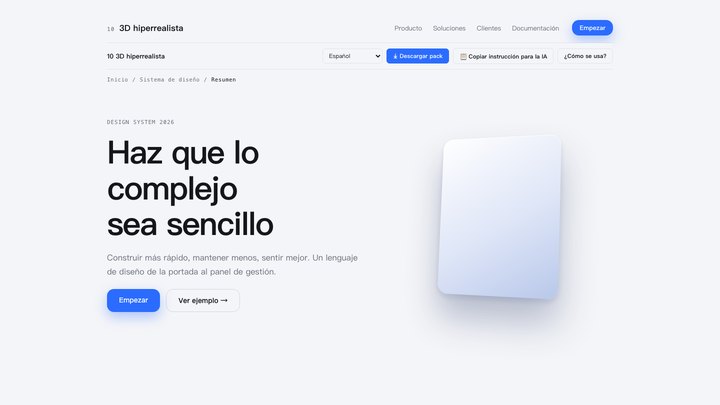 10 3D hiperrealista
Producto Soluciones Clientes Documentación Empezar
10 3D hiperrealista
Español ⤓ Descargar pack 📋 Copiar instrucción para la IA ¿Cómo se usa?
Inicio / Sistema de diseño / Resumen
DESIGN SYSTEM 2026
Haz que lo
complejo
sea sencillo
Construir más rápido, mantener menos, sentir mejor. Un lenguaje
de diseño de la portada al panel de gestión.
Empezar Ver ejemplo →